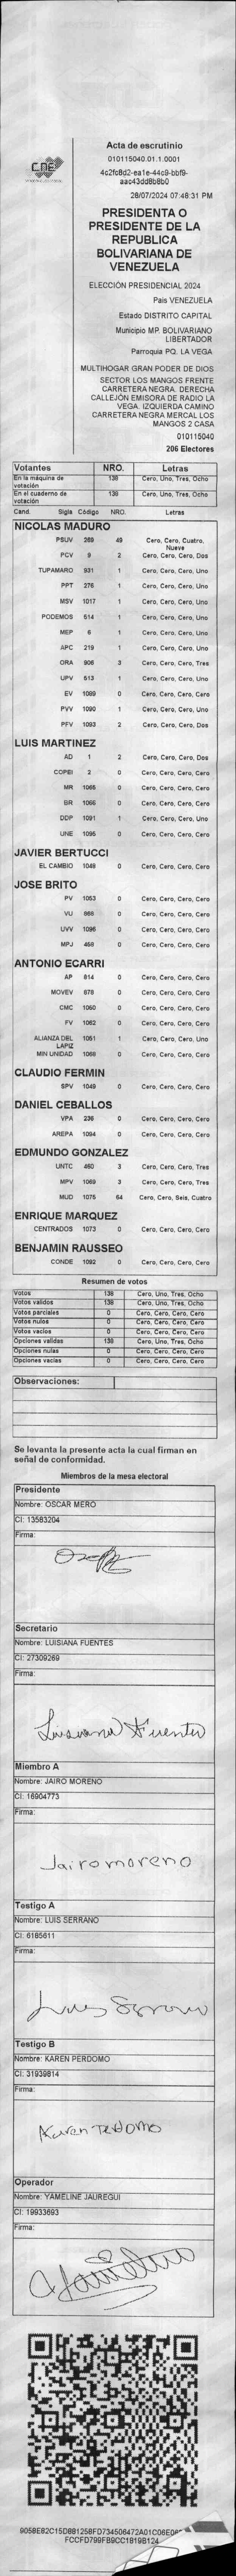 CNE
Acta de escrutinio
010115040.01.1.0001
4c2fc8d2-ea1e-44c9-bbf9-
aac43dd8b8b0
28/07/2024 07:46:31 PM
PRESIDENTA O
PRESIDENTE DE LA
REPUBLICA
BOLIVARIANA DE
VENEZUELA
ELECCIÓN PRESIDENCIAL 2024
País VENEZUELA
Estado DISTRITO CAPITAL
Municipio MP. BOLIVARIANO
LIBERTADOR
Parroquia PQ. LA VEGA
MULTIHOGAR GRAN PODER DE DIOS
SECTOR LOS MANGOS FRENTE
CARRETERA NEGRA. DERECHA
CALLEJÓN EMISORA DE RADIO LA
VEGA. IZQUIERDA CAMINO
CARRETERA NEGRA MERCAL LOS
MANGOS 2 CASA
010115040
206 Electores
Votantes NRO. Letras
En la máquina de votación 138 Cero, Uno, Tres, Ocho
En el cuaderno de votación 138 Cero, Uno, Tres, Ocho
Cand. Sigla Código NRO. Letras
NICOLAS MADURO
PSUV 269 49 Cero, Cero, Cuatro, Nueve
PCV 9 2 Cero, Cero, Cero, Dos
TUPAMARO 931 1 Cero, Cero, Cero, Uno
PPT 276 1 Cero, Cero, Cero, Uno
MSV 1017 1 Cero, Cero, Cero, Uno
PODEMOS 514 1 Cero, Cero, Cero, Uno
MEP 6 1 Cero, Cero, Cero, Uno
APC 219 1 Cero, Cero, Cero, Uno
ORA 906 3 Cero, Cero, Cero, Tres
UPV 613 1 Cero, Cero, Cero, Uno
EV 1099 0 Cero, Cero, Cero, Cero
PVV 1090 1 Cero, Cero, Cero, Uno
PFV 1093 2 Cero, Cero, Cero, Dos
LUIS MARTINEZ
AD 1 2 Cero, Cero, Cero, Dos
COPEI 2 0 Cero, Cero, Cero, Cero
MR 1065 0 Cero, Cero, Cero, Cero
BR 1066 0 Cero, Cero, Cero, Cero
DDP 1091 1 Cero, Cero, Cero, Uno
UNE 1095 0 Cero, Cero, Cero, Cero
JAVIER BERTUCCI
EL CAMBIO 1048 0 Cero, Cero, Cero, Cero
JOSE BRITO
PV 1053 0 Cero, Cero, Cero, Cero
VU 868 0 Cero, Cero, Cero, Cero
UVV 1096 0 Cero, Cero, Cero, Cero
MPJ 458 0 Cero, Cero, Cero, Cero
ANTONIO ECARRI
AP 814 0 Cero, Cero, Cero, Cero
MOVEV 678 0 Cero, Cero, Cero, Cero
CMC 1060 0 Cero, Cero, Cero, Cero
FV 1062 0 Cero, Cero, Cero, Cero
ALIANZA DEL LAPIZ 1051 1 Cero, Cero, Cero, Uno
MIN UNIDAD 1068 0 Cero, Cero, Cero, Cero
CLAUDIO FERMIN
SPV 1049 0 Cero, Cero, Cero, Cero
DANIEL CEBALLOS
VPA 236 0 Cero, Cero, Cero, Cero
AREPA 1094 0 Cero, Cero, Cero, Cero
EDMUNDO GONZALEZ
UNTC 460 3 Cero, Cero, Cero, Tres
MPV 1069 3 Cero, Cero, Cero, Tres
MUD 1075 64 Cero, Cero, Seis, Cuatro
ENRIQUE MARQUEZ
CENTRADOS 1073 0 Cero, Cero, Cero, Cero
BENJAMIN RAUSSEO
CONDE 1092 0 Cero, Cero, Cero, Cero
Resumen de votos
Votos 138 Cero, Uno, Tres, Ocho
Votos validos 138 Cero, Uno, Tres, Ocho
Votos parciales 0 Cero, Cero, Cero, Cero
Votos nulos 0 Cero, Cero, Cero, Cero
Votos vacios 0 Cero, Cero, Cero, Cero
Opciones validas 138 Cero, Uno, Tres, Ocho
Opciones nulas 0 Cero, Cero, Cero, Cero
Opciones vacias 0 Cero, Cero, Cero, Cero
Observaciones:
Se levanta la presente acta la cual firman en
señal de conformidad.
Miembros de la mesa electoral
Presidente
Nombre: OSCAR MERO
CI: 13583204
Firma:
Secretario
Nombre: LUISIANA FUENTES
CI: 27309269
Firma:
Luisiana Fuentes
Miembro A
Nombre: JAIRO MORENO
CI: 16904773
Firma:
Jairo moreno
Testigo A
Nombre: LUIS SERRANO
CI: 6185611
Firma:
Luis Serrano
Testigo B
Nombre: KAREN PERDOMO
CI: 31939814
Firma:
Karen Perdomo
Operador
Nombre: YAMELINE JAUREGUI
CI: 19933693
Firma:
FCCFD799FB9CC1819B124